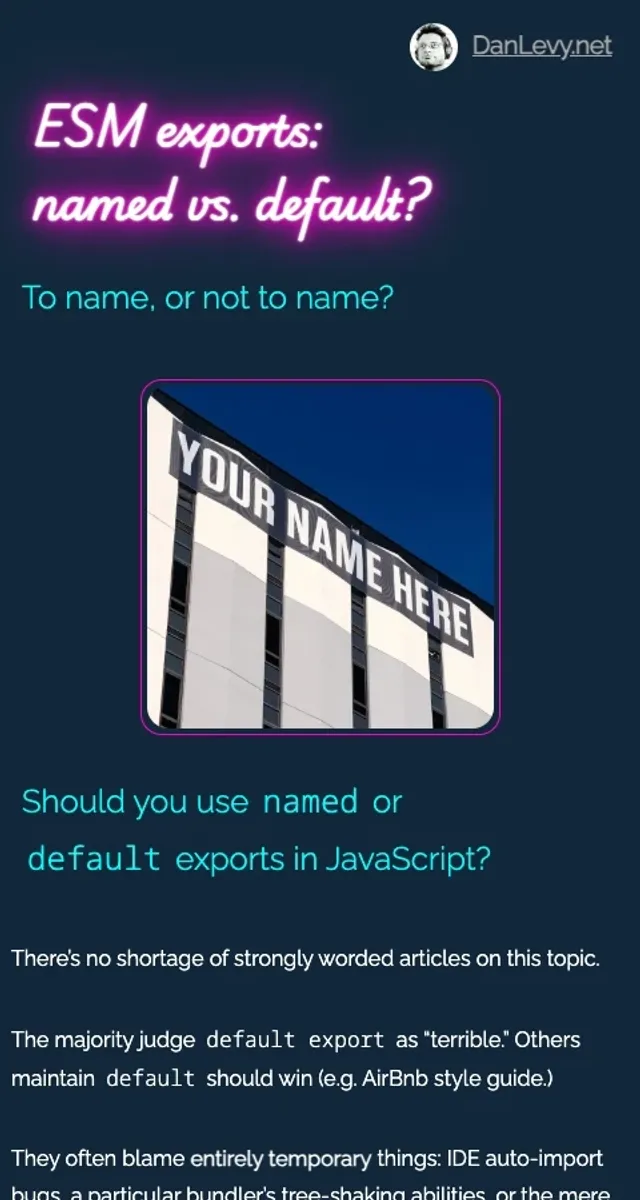 DanLevy.net
ESM exports:
named vs. default?
To name, or not to name?
YOUR NAME HERE
Should you use named or
default exports in JavaScript?
There's no shortage of strongly worded articles on this topic.
The majority judge default export as “terrible.” Others
maintain default should win (e.g. AirBnb style guide.)
They often blame entirely temporary things: IDE auto-import
bugs, a particular bundler's tree-shaking abilities, or the mere